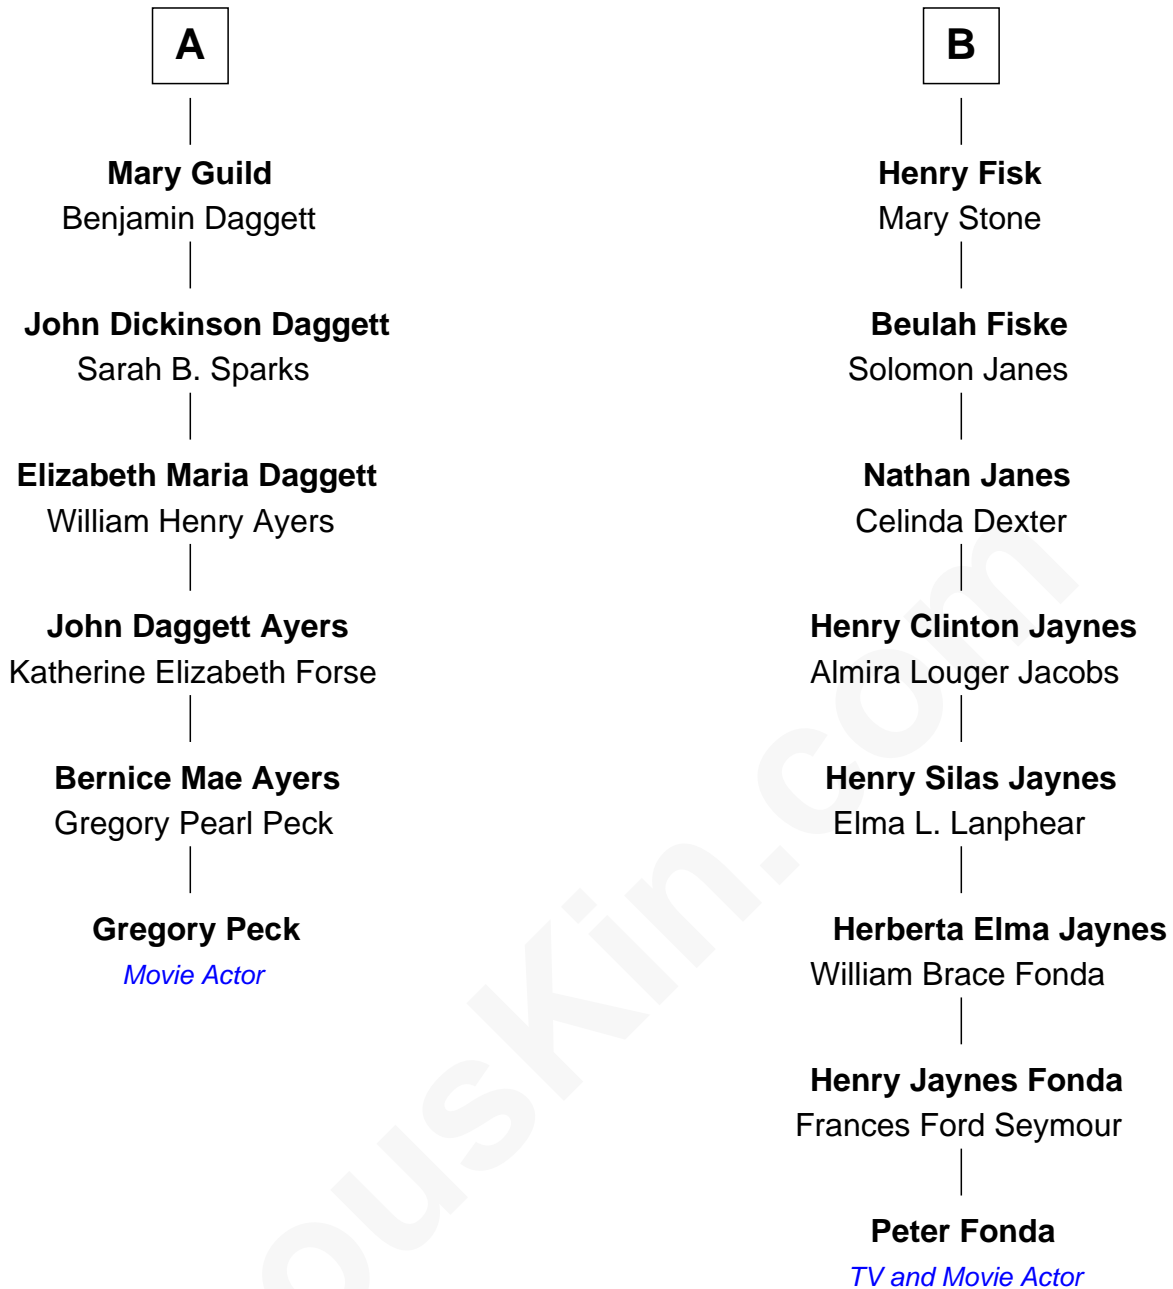 A
Mary Guild
Benjamin Daggett
John Dickinson Daggett
Sarah B. Sparks
Elizabeth Maria Daggett
William Henry Ayers
John Daggett Ayers
Katherine Elizabeth Forse
Bernice Mae Ayers
Gregory Pearl Peck
Gregory Peck
Movie Actor
B
Henry Fisk
Mary Stone
Beulah Fiske
Solomon Janes
Nathan Janes
Celinda Dexter
Henry Clinton Jaynes
Almira Louger Jacobs
Henry Silas Jaynes
Elma L. Lanphear
Herberta Elma Jaynes
William Brace Fonda
Henry Jaynes Fonda
Frances Ford Seymour
Peter Fonda
TV and Movie Actor
ousKin.com